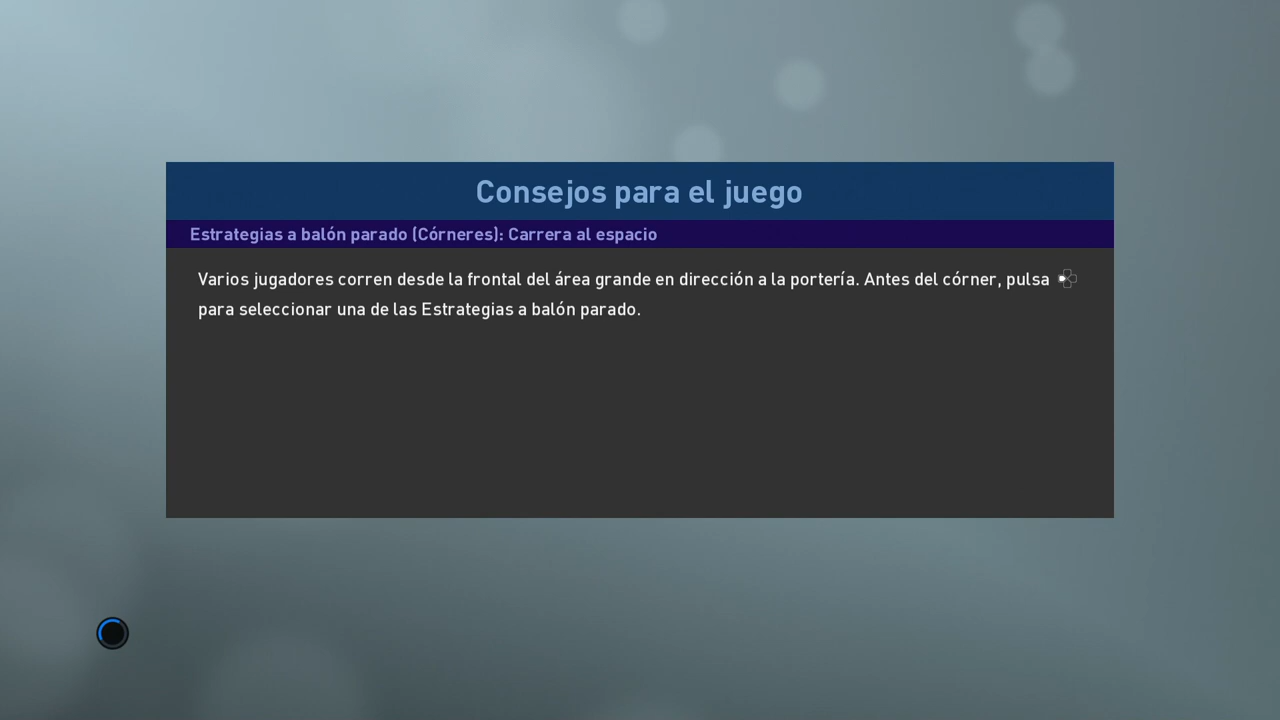 Consejos para el juego
Estrategias a balón parado (Córneres): Carrera al espacio
Varios jugadores corren desde la frontal del área grande en dirección a la portería. Antes del córner, pulsa
para seleccionar una de las Estrategias a balón parado.